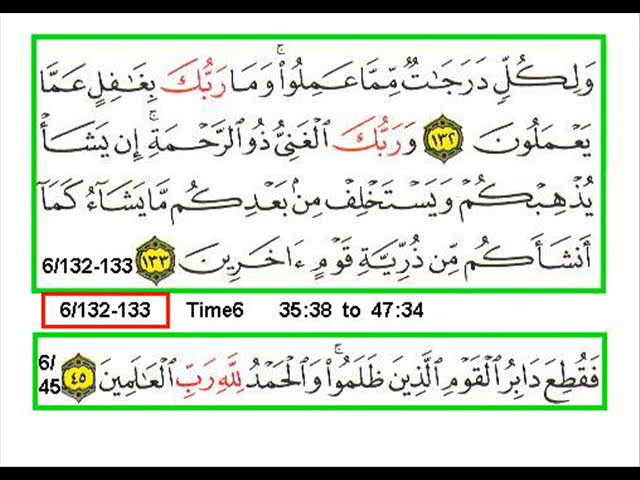 وَلِكُلٍّ دَرَجَـٰتٌ مِّمَّا عَمِلُوا۟ ۚ وَمَا رَبُّكَ بِغَـٰفِلٍ عَمَّا
يَعْمَلُونَ ١٣٢ وَرَبُّكَ ٱلْغَنِىُّ ذُو ٱلرَّحْمَةِ ۚ إِن يَشَأْ
يُذْهِبْكُمْ وَيَسْتَخْلِفْ مِنۢ بَعْدِكُم مَّا يَشَآءُ كَمَآ
أَنشَأَكُم مِّن ذُرِّيَّةِ قَوْمٍ ءَاخَرِينَ ١٣٣ 6/132-133
6/132-133 Time6 35:38 to 47:34
فَقُطِعَ دَابِرُ ٱلْقَوْمِ ٱلَّذِينَ ظَلَمُوا۟ ۚ وَٱلْحَمْدُ لِلَّهِ رَبِّ ٱلْعَـٰلَمِينَ ٤٥ 6/
45